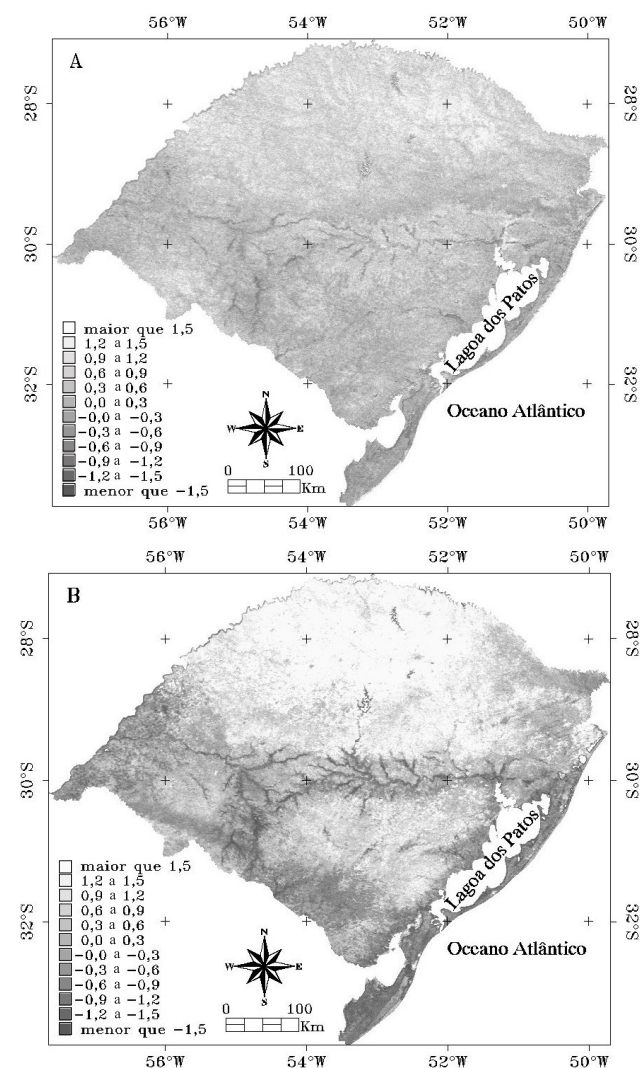 56°W 54°W 52°W 50°W
A
28°S 28°S
30°S 30°S
32°S 32°S
Lagoa dos Patos
Oceano Atlântico
maior que 1,5
1,2 a 1,5
0,9 a 1,2
0,6 a 0,9
0,3 a 0,6
0,0 a 0,3
-0,0 a -0,3
-0,3 a -0,6
-0,6 a -0,9
-0,9 a -1,2
-1,2 a -1,5
menor que -1,5
N
W E
S
0 100
Km
56°W 54°W 52°W 50°W
56°W 54°W 52°W 50°W
B
28°S 28°S
30°S 30°S
32°S 32°S
Lagoa dos Patos
Oceano Atlântico
maior que 1,5
1,2 a 1,5
0,9 a 1,2
0,6 a 0,9
0,3 a 0,6
0,0 a 0,3
-0,0 a -0,3
-0,3 a -0,6
-0,6 a -0,9
-0,9 a -1,2
-1,2 a -1,5
menor que -1,5
N
W E
S
0 100
Km
56°W 54°W 52°W 50°W